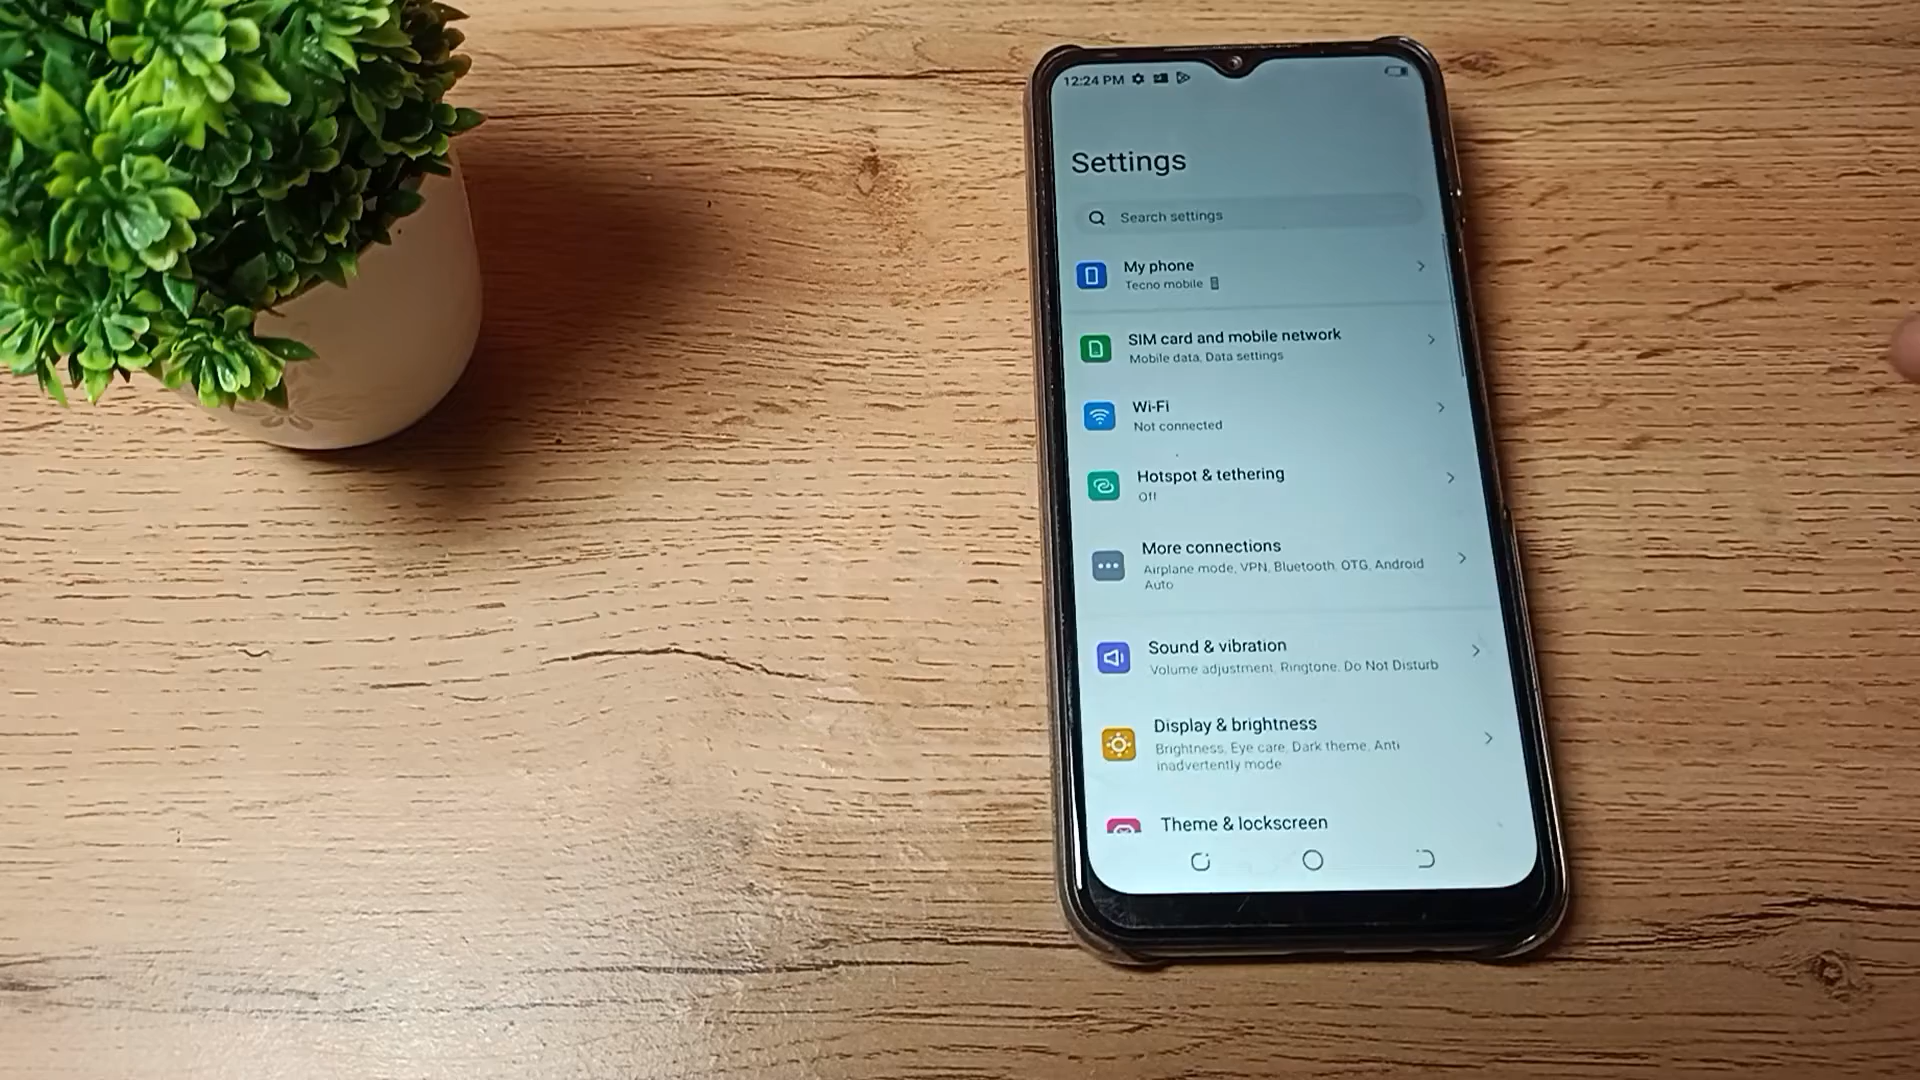 12:24 PM
Settings
Search settings
My phone
Tecno mobile
SIM card and mobile network
Mobile data, Data settings
Wi-Fi
Not connected
Hotspot & tethering
Off
More connections
Airplane mode, VPN, Bluetooth, OTG, Android
Auto
Sound & vibration
Volume adjustment, Ringtone, Do Not Disturb
Display & brightness
Brightness, Eye care, Dark theme, Anti
inadvertently mode
Theme & lockscreen